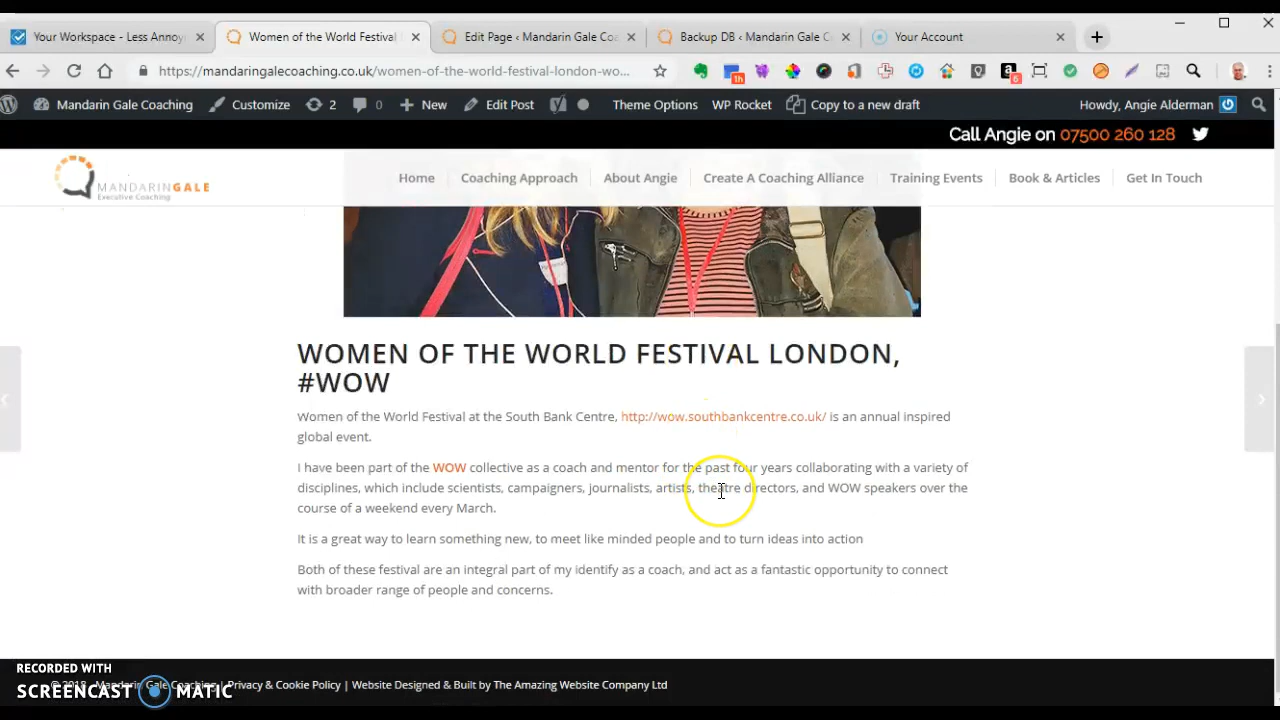 Your Workspace - Less Annoy
Women of the World Festival
Edit Page ‹ Mandarin Gale Coa
Backup DB ‹ Mandarin Gale C
Your Account
https://mandaringalecoaching.co.uk/women-of-the-world-festival-london-wo...
1h
6
Mandarin Gale Coaching
Customize
2
0
New
Edit Post
Theme Options
WP Rocket
Copy to a new draft
Howdy, Angie Alderman
Call Angie on 07500 260 128
MANDARINGALE
Executive Coaching
Home
Coaching Approach
About Angie
Create A Coaching Alliance
Training Events
Book & Articles
Get In Touch
WOMEN OF THE WORLD FESTIVAL LONDON,
#WOW
Women of the World Festival at the South Bank Centre, http://wow.southbankcentre.co.uk/ is an annual inspired
global event.
I have been part of the WOW collective as a coach and mentor for the past four years collaborating with a variety of
disciplines, which include scientists, campaigners, journalists, artists, theatre directors, and WOW speakers over the
course of a weekend every March.
It is a great way to learn something new, to meet like minded people and to turn ideas into action
Both of these festival are an integral part of my identify as a coach, and act as a fantastic opportunity to connect
with broader range of people and concerns.
RECORDED WITH
SCREENCAST MATIC
© 2018 - Mandarin Gale Coaching | Privacy & Cookie Policy | Website Designed & Built by The Amazing Website Company Ltd